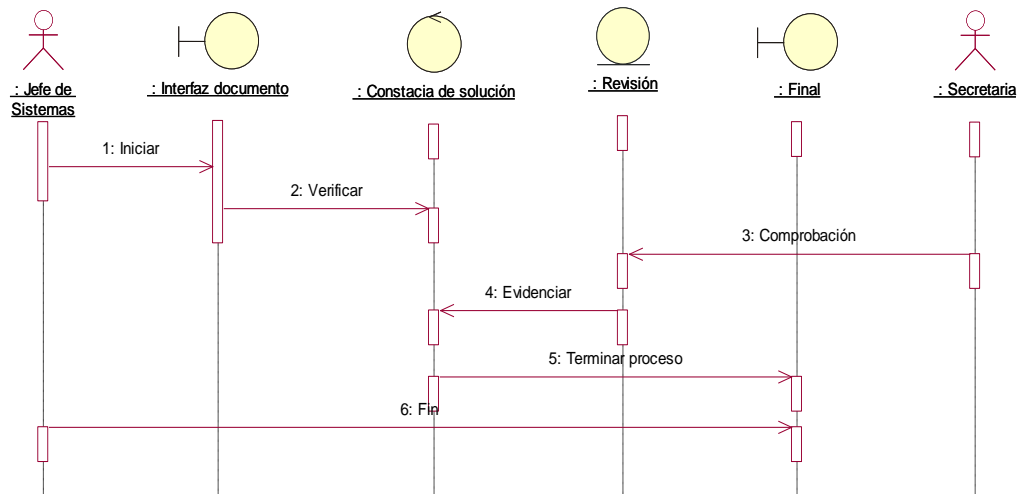 : Jefe de
Sistemas
: Interfaz documento
: Constacia de solución
: Revisión
: Final
: Secretaria
1: Iniciar
2: Verificar
3: Comprobación
4: Evidenciar
5: Terminar proceso
6: Fin